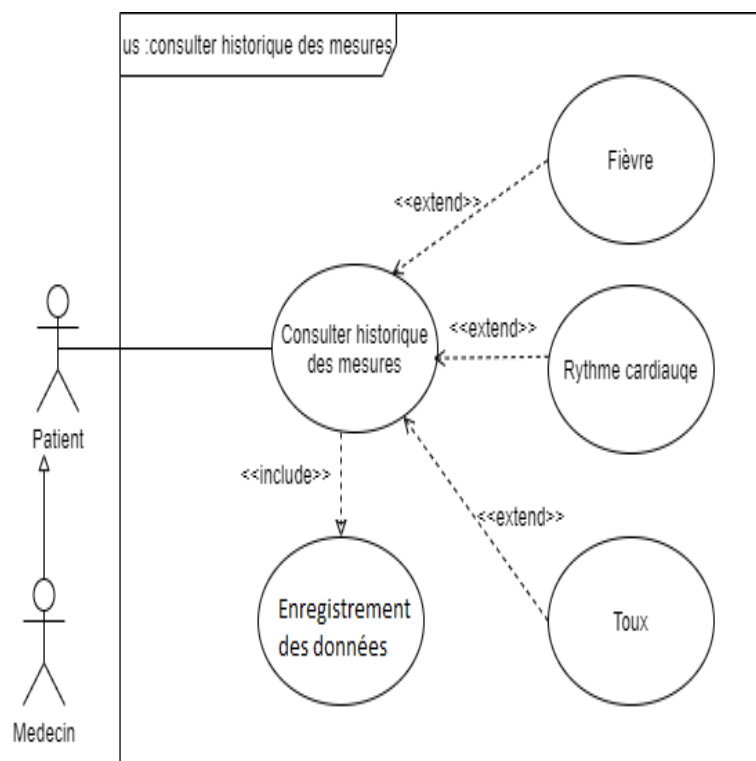 us :consulter historique des mesures
Fièvre
<<extend>>
Consulter historique
des mesures
<<extend>>
Rythme cardiauqe
Patient
<<include>>
<<extend>>
Enregistrement
des données
Toux
Medecin